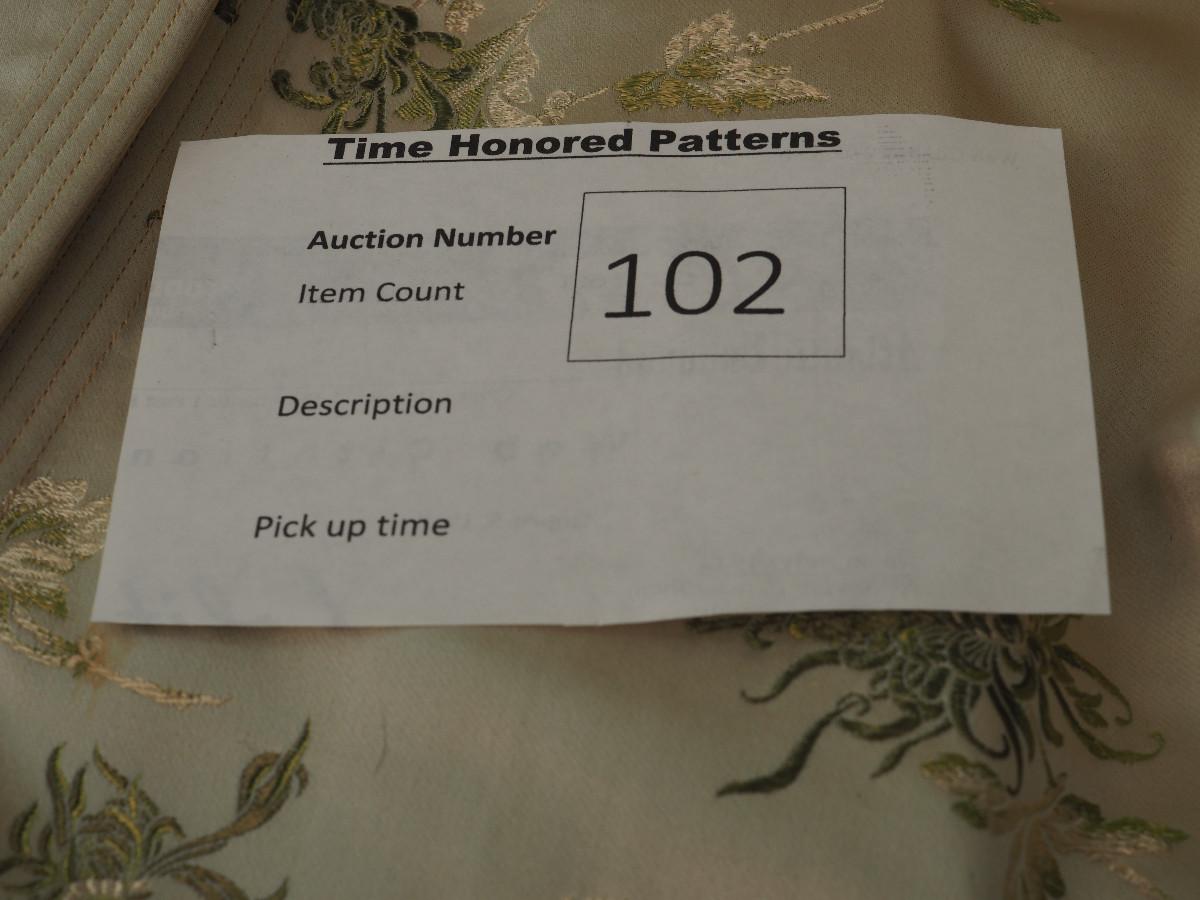 Time Honored Patterns
Auction Number
102
Item Count
Description
Pick up time